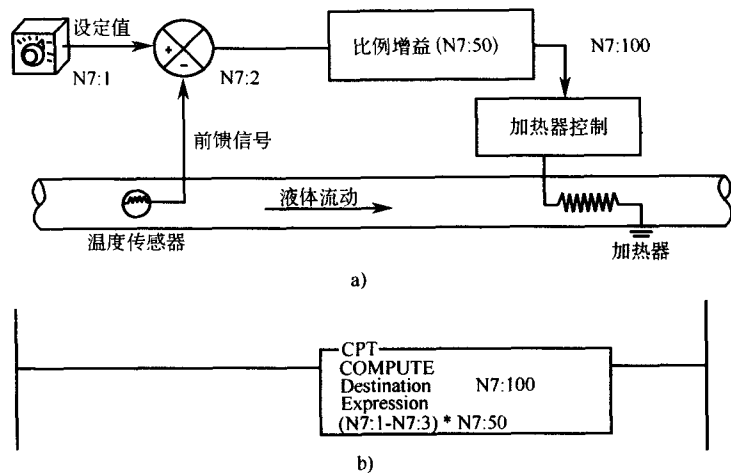 设定值
N7:1
+
−
N7:2
比例增益 (N7:50)
N7:100
前馈信号
加热器控制
液体流动
温度传感器
加热器
a)
CPT
COMPUTE
Destination N7:100
Expression
(N7:1-N7:3) * N7:50
b)